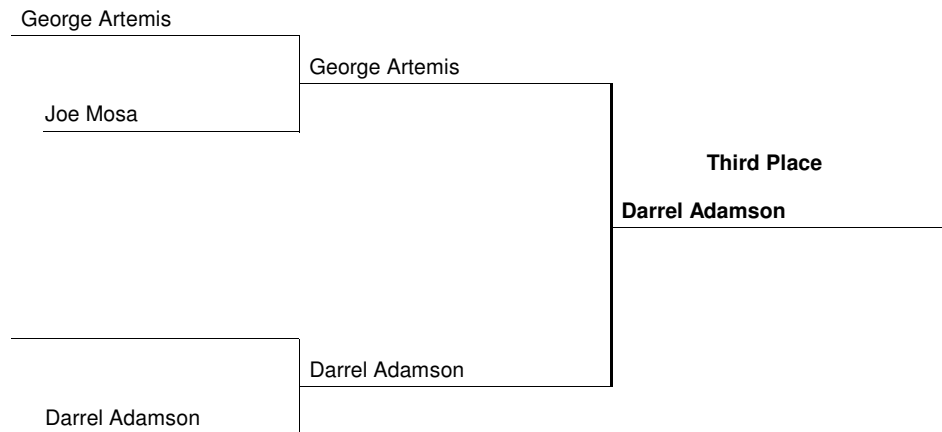 George Artemis
George Artemis
Joe Mosa
Third Place
Darrel Adamson
Darrel Adamson
Darrel Adamson